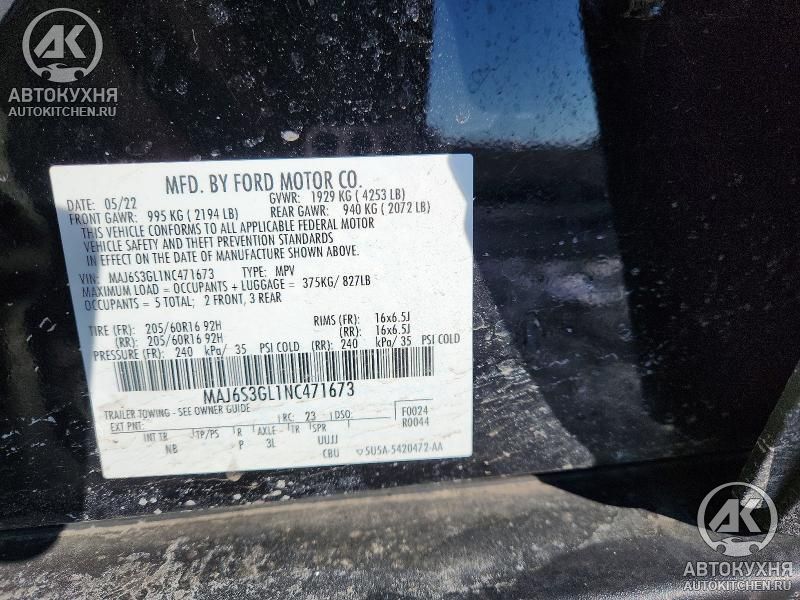 АВТОКУХНЯ
AUTOKITCHEN.RU
MFD. BY FORD MOTOR CO.
DATE: 05/22 GVWR: 1929 KG ( 4253 LB)
FRONT GAWR: 995 KG ( 2194 LB) REAR GAWR: 940 KG ( 2072 LB)
THIS VEHICLE CONFORMS TO ALL APPLICABLE FEDERAL MOTOR
VEHICLE SAFETY AND THEFT PREVENTION STANDARDS
IN EFFECT ON THE DATE OF MANUFACTURE SHOWN ABOVE.
VIN: MAJ6S3GL1NC471673 TYPE: MPV
MAXIMUM LOAD = OCCUPANTS + LUGGAGE = 375KG/ 827LB
OCCUPANTS = 5 TOTAL; 2 FRONT, 3 REAR
TIRE (FR): 205/60R16 92H RIMS (FR): 16x6.5J
(RR): 205/60R16 92H (RR): 16x6.5J
PRESSURE (FR): 240 kPa/ 35 PSI COLD (RR): 240 kPa/ 35 PSI COLD
MAJ6S3GL1NC471673
TRAILER TOWING - SEE OWNER GUIDE
EXT PNT: RC: 23 DSO: F0024
INT TR TP/PS R AXLE TR SPR R0044
NB P 3L UUJJ
CBU 5U5A-5420472-AA
АК
АВТОКУХНЯ
AUTOKITCHEN.RU